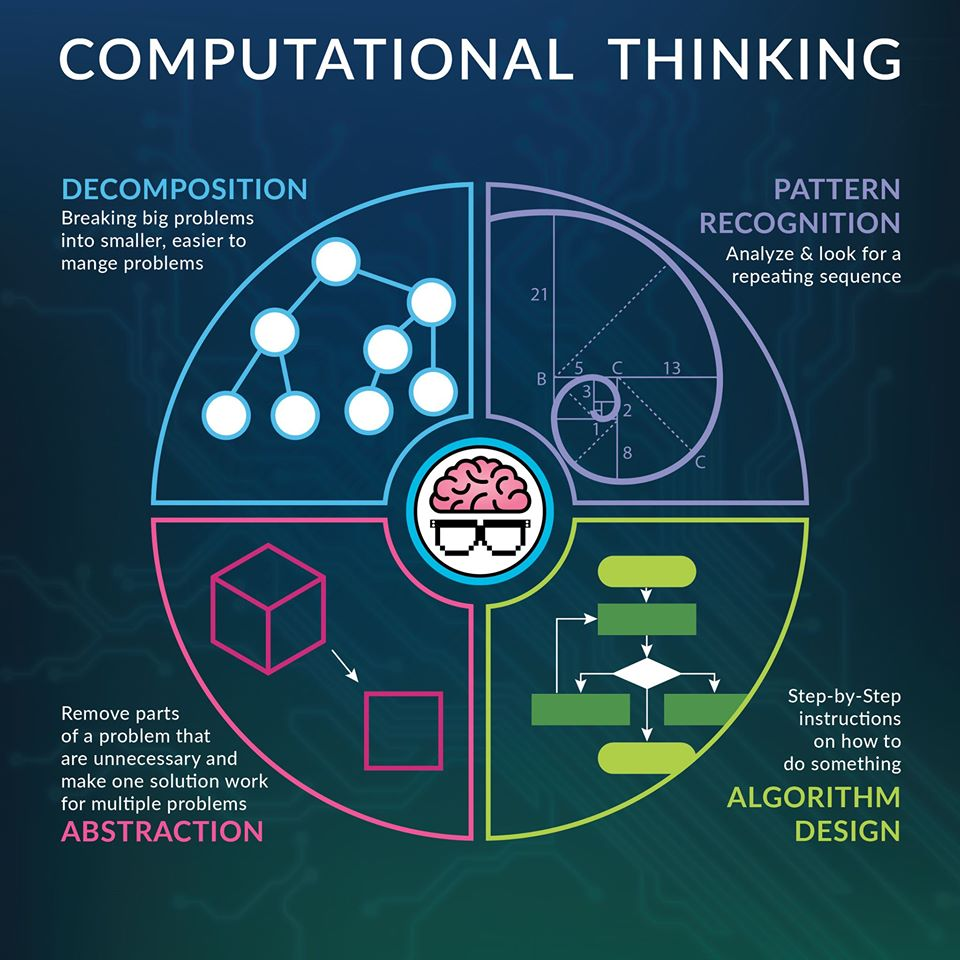 COMPUTATIONAL THINKING
DECOMPOSITION
Breaking big problems
into smaller, easier to
mange problems
PATTERN
RECOGNITION
Analyze & look for a
repeating sequence
21
5
C
13
B
3
2
1
8
C
Remove parts
of a problem that
are unnecessary and
make one solution work
for multiple problems
ABSTRACTION
Step-by-Step
instructions
on how to
do something
ALGORITHM
DESIGN